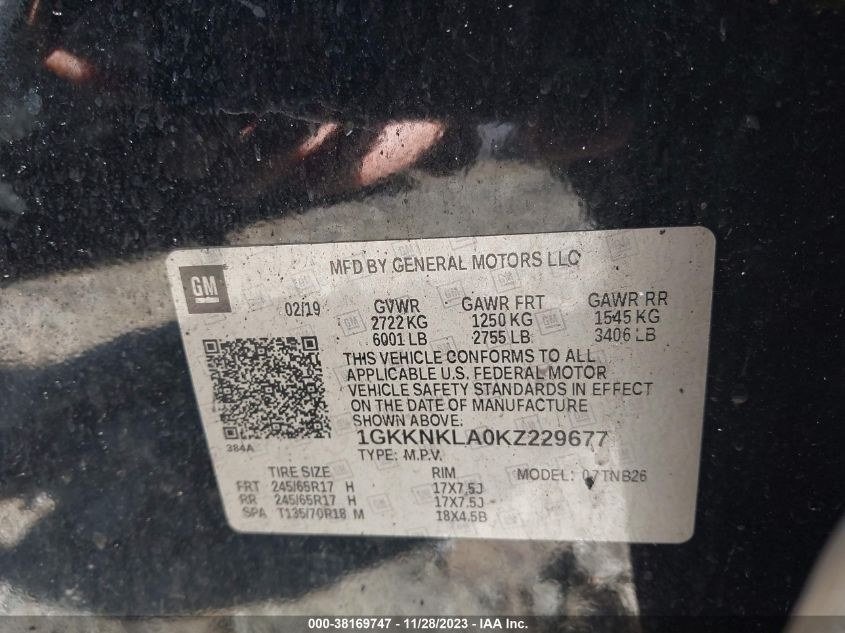 GM
MFD BY GENERAL MOTORS LLC
02/19
GVWR GAWR FRT GAWR RR
2722 KG 1250 KG 1545 KG
6001 LB 2755 LB 3406 LB
THIS VEHICLE CONFORMS TO ALL
APPLICABLE U.S. FEDERAL MOTOR
VEHICLE SAFETY STANDARDS IN EFFECT
ON THE DATE OF MANUFACTURE
SHOWN ABOVE.
384A
1GKKNKLA0KZ229677
TYPE: M.P.V.
TIRE SIZE RIM MODEL: 07TNB26
FRT 245/65R17 H 17X7.5J
RR 245/65R17 H 17X7.5J
SPA T135/70R18 M 18X4.5B
000-38169747 - 11/28/2023 - IAA Inc.